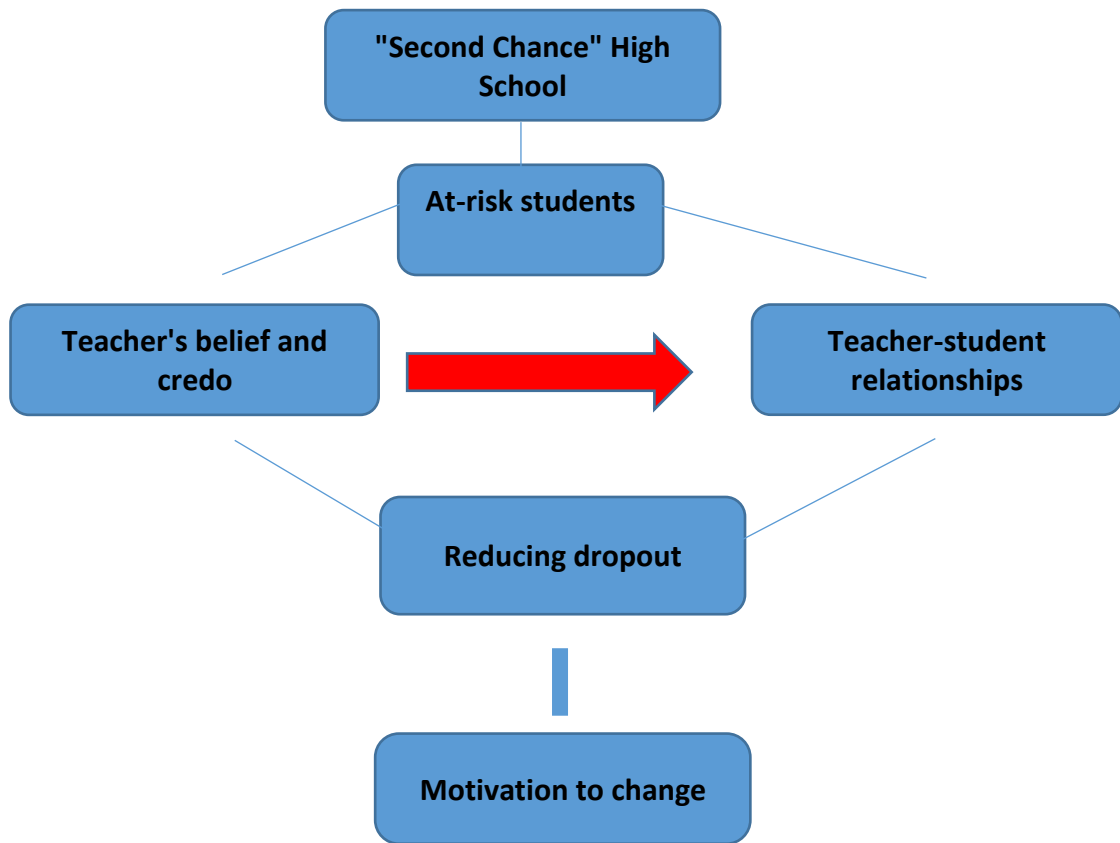 "Second Chance" High
School
At-risk students
Teacher's belief and
credo
Teacher-student
relationships
Reducing dropout
Motivation to change